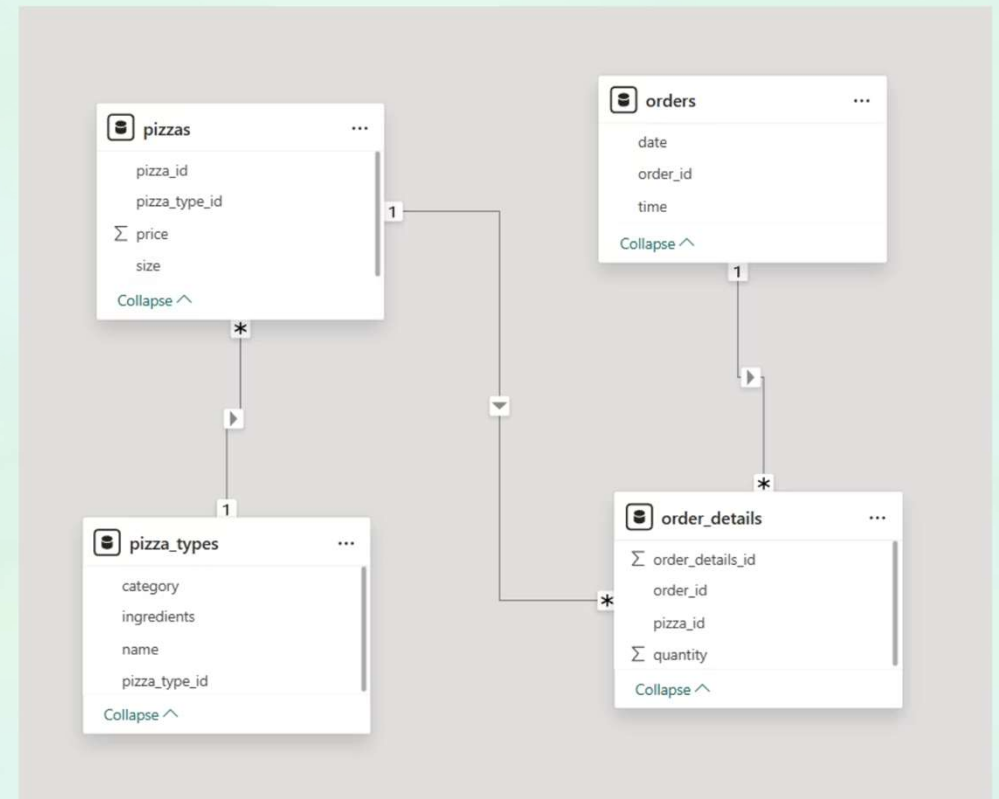 pizzas
pizza_id
pizza_type_id
Σ price
size
Collapse
1
*
orders
date
order_id
time
Collapse
1
*
pizza_types
1
category
ingredients
name
pizza_type_id
Collapse
order_details
*
Σ order_details_id
order_id
pizza_id
Σ quantity
Collapse